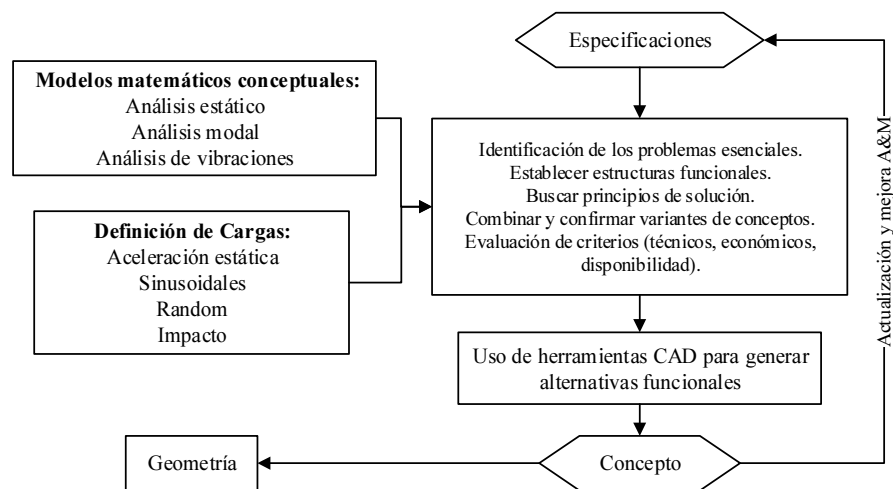 Especificaciones
Modelos matemáticos conceptuales:
Análisis estático
Análisis modal
Análisis de vibraciones
Identificación de los problemas esenciales.
Establecer estructuras funcionales.
Buscar principios de solución.
Combinar y confirmar variantes de conceptos.
Evaluación de criterios (técnicos, económicos,
disponibilidad).
Definición de Cargas:
Aceleración estática
Sinusoidales
Random
Impacto
Actualización y mejora A&M
Uso de herramientas CAD para generar
alternativas funcionales
Geometría
Concepto